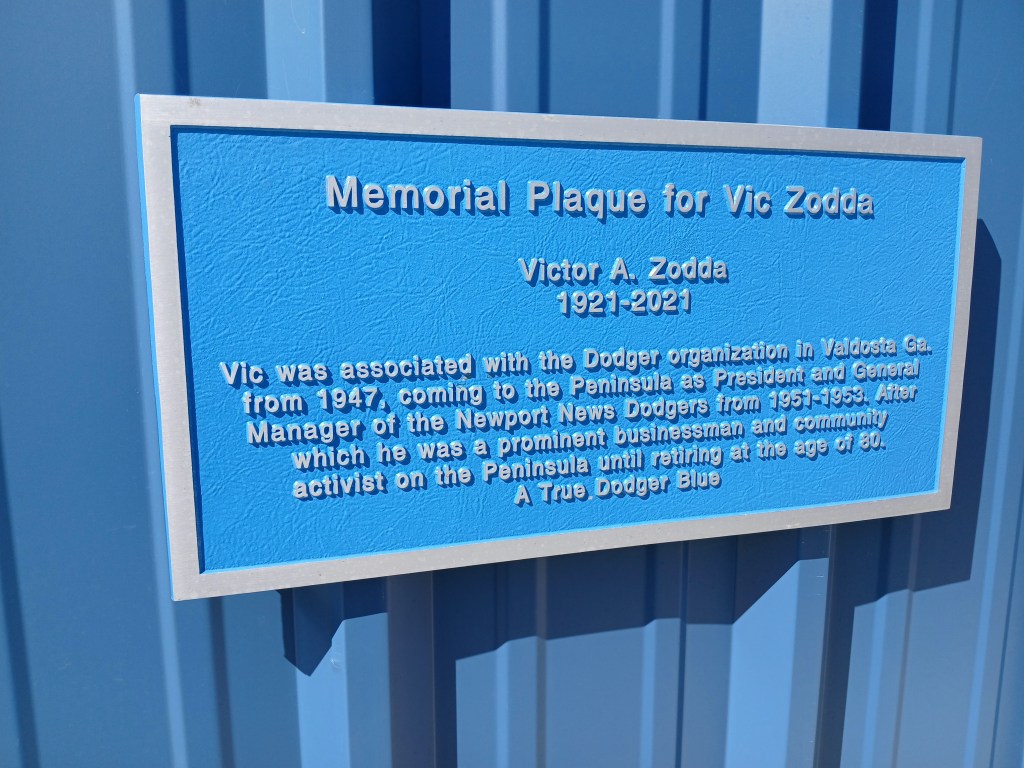 Memorial Plaque for Vic Zodda
Victor A. Zodda
1921-2021
Vic was associated with the Dodger organization in Valdosta Ga.
from 1947, coming to the Peninsula as President and General
Manager of the Newport News Dodgers from 1951-1953. After
which he was a prominent businessman and community
activist on the Peninsula until retiring at the age of 80.
A True Dodger Blue